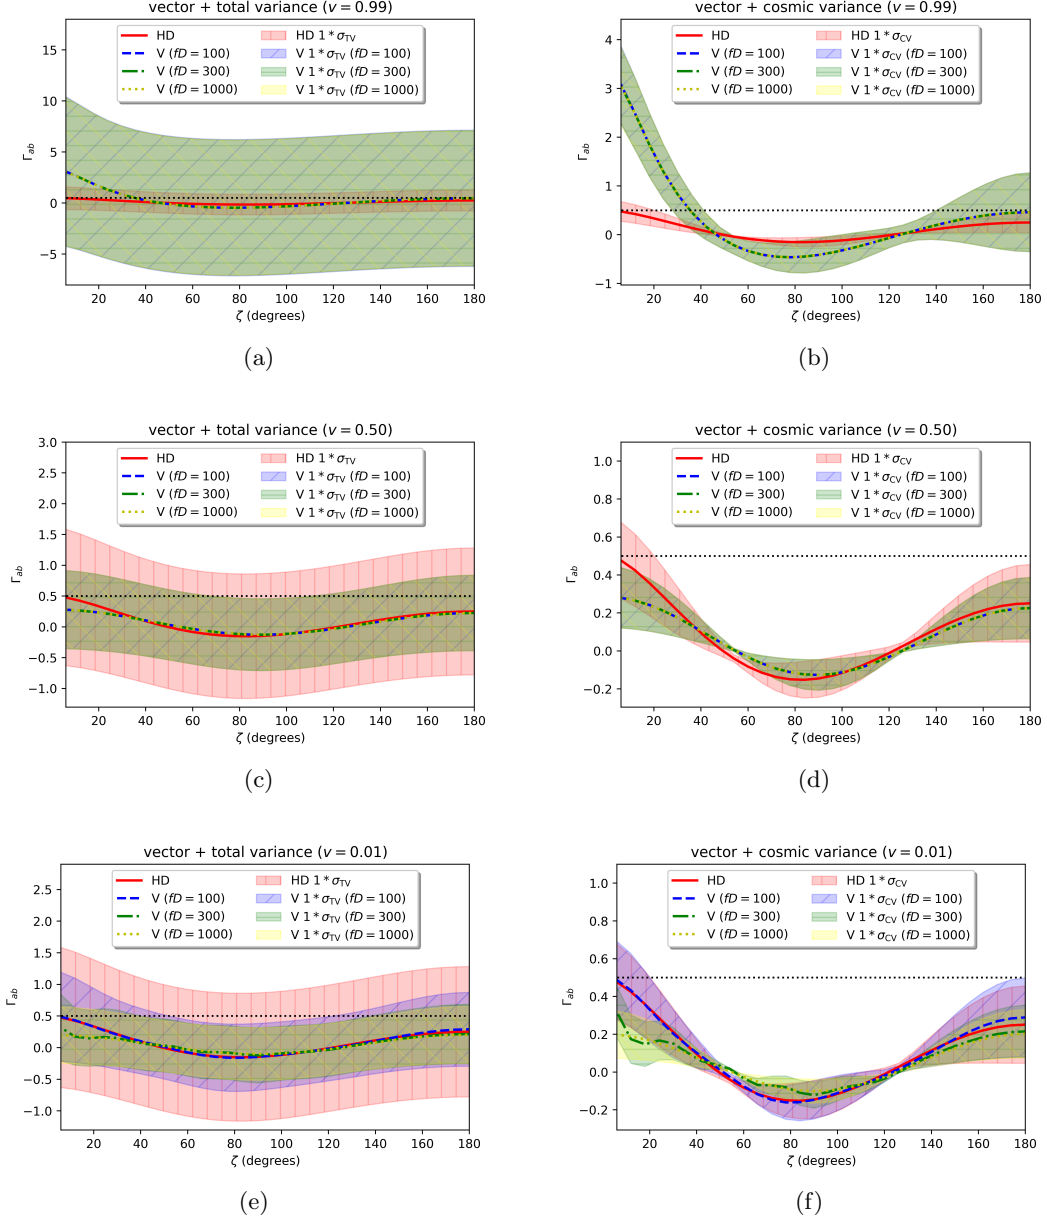 vector + total variance (v = 0.99)
HD
V (fD = 100)
V (fD = 300)
V (fD = 1000)
HD 1 * σTV
V 1 * σTV (fD = 100)
V 1 * σTV (fD = 300)
V 1 * σTV (fD = 1000)
15
10
5
0
−5
Γab
20 40 60 80 100 120 140 160 180
ζ (degrees)
(a)
vector + cosmic variance (v = 0.99)
HD
V (fD = 100)
V (fD = 300)
V (fD = 1000)
HD 1 * σCV
V 1 * σCV (fD = 100)
V 1 * σCV (fD = 300)
V 1 * σCV (fD = 1000)
4
3
2
1
0
−1
Γab
20 40 60 80 100 120 140 160 180
ζ (degrees)
(b)
vector + total variance (v = 0.50)
HD
V (fD = 100)
V (fD = 300)
V (fD = 1000)
HD 1 * σTV
V 1 * σTV (fD = 100)
V 1 * σTV (fD = 300)
V 1 * σTV (fD = 1000)
3.0
2.5
2.0
1.5
1.0
0.5
0.0
−0.5
−1.0
Γab
20 40 60 80 100 120 140 160 180
ζ (degrees)
(c)
vector + cosmic variance (v = 0.50)
HD
V (fD = 100)
V (fD = 300)
V (fD = 1000)
HD 1 * σCV
V 1 * σCV (fD = 100)
V 1 * σCV (fD = 300)
V 1 * σCV (fD = 1000)
1.0
0.8
0.6
0.4
0.2
0.0
−0.2
Γab
20 40 60 80 100 120 140 160 180
ζ (degrees)
(d)
vector + total variance (v = 0.01)
HD
V (fD = 100)
V (fD = 300)
V (fD = 1000)
HD 1 * σTV
V 1 * σTV (fD = 100)
V 1 * σTV (fD = 300)
V 1 * σTV (fD = 1000)
2.5
2.0
1.5
1.0
0.5
0.0
−0.5
−1.0
Γab
20 40 60 80 100 120 140 160 180
ζ (degrees)
(e)
vector + cosmic variance (v = 0.01)
HD
V (fD = 100)
V (fD = 300)
V (fD = 1000)
HD 1 * σCV
V 1 * σCV (fD = 100)
V 1 * σCV (fD = 300)
V 1 * σCV (fD = 1000)
1.0
0.8
0.6
0.4
0.2
0.0
−0.2
Γab
20 40 60 80 100 120 140 160 180
ζ (degrees)
(f)